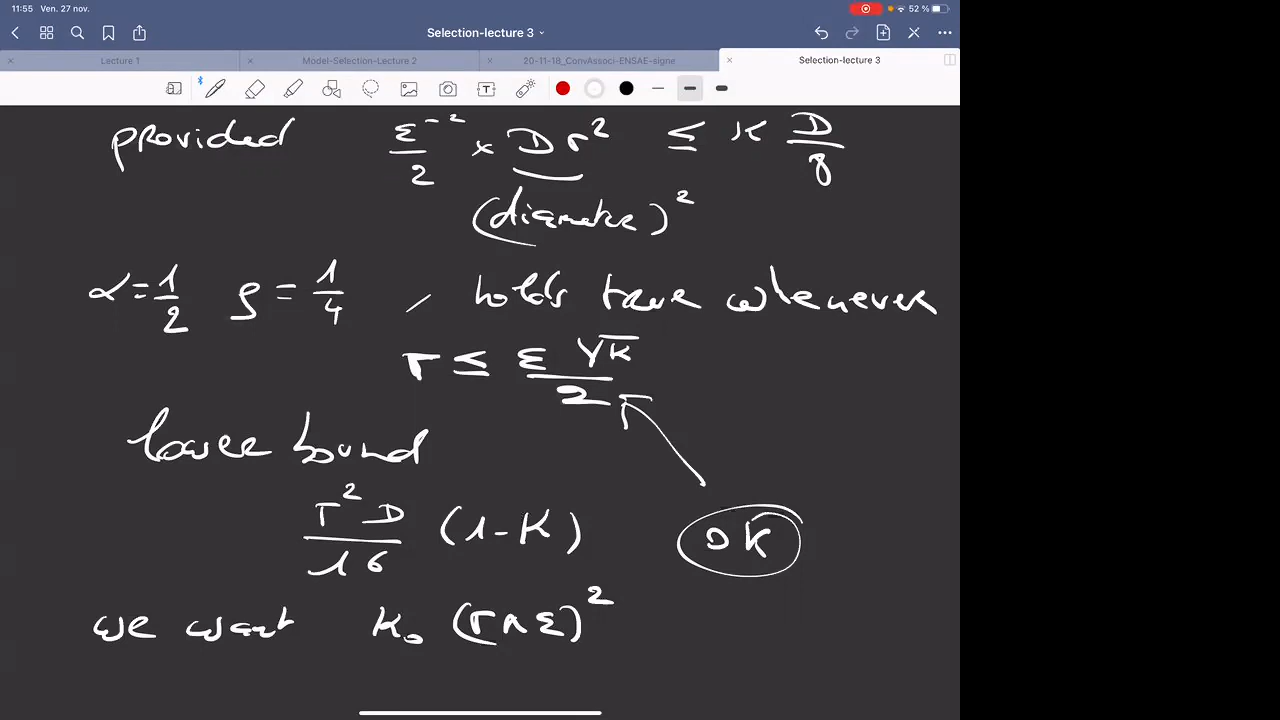 11:55 Ven. 27 nov. 52 %
Selection-lecture 3
Lecture 1 Model-Selection-Lecture 2 20-11-18_ConvAssoci-ENSAE-signe Selection-lecture 3
provided ε⁻²/2 × D r² ≤ κ D/8
(diameter)²
α = 1/2 ρ = 1/4 , holds true whenever
r ≤ ε √κ/2
lower bound
r² D/16 (1-κ) OK
we want κ₀ (r ∧ ε)²